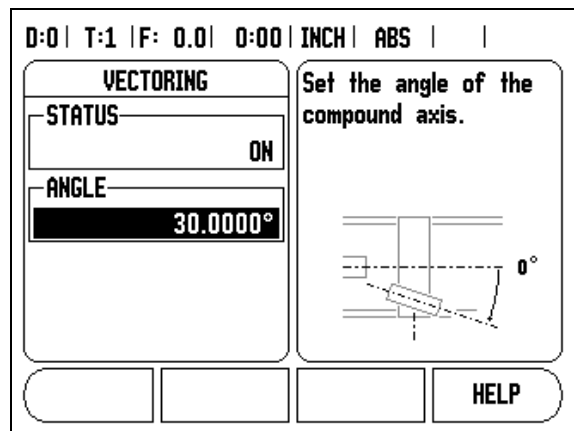 D:0 | T:1 | F: 0.0 | 0:00 | INCH | ABS | |
VECTORING
STATUS
ON
ANGLE
30.0000°
Set the angle of the
compound axis.
0°
HELP